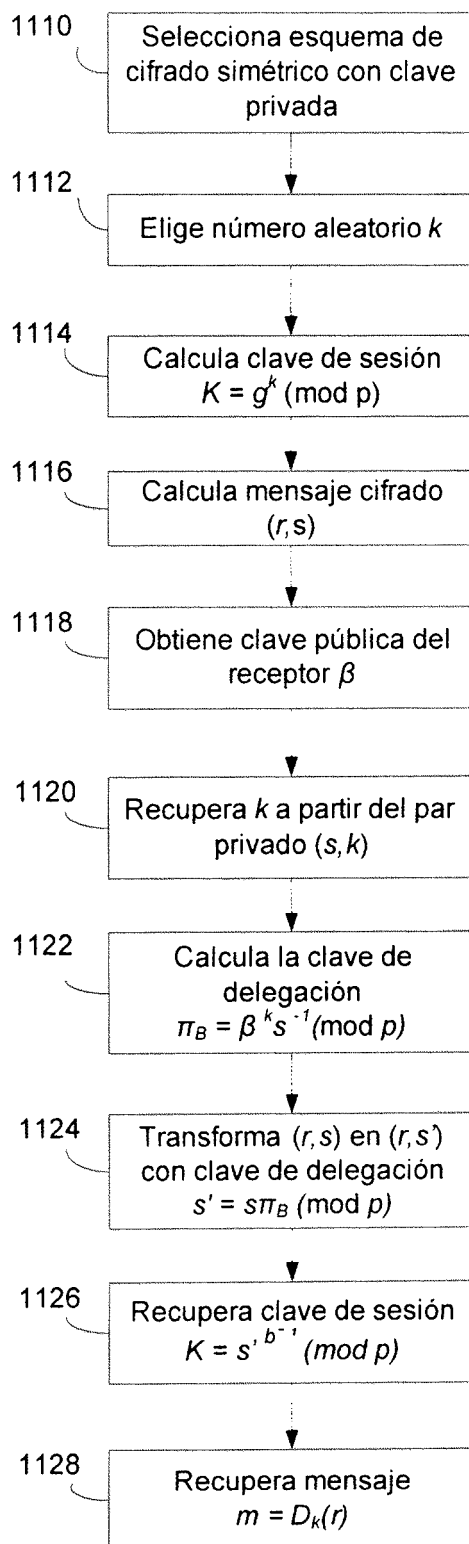 1110
Selecciona esquema de
cifrado simétrico con clave
privada
1112
Elige número aleatorio k
1114
Calcula clave de sesión
K = g^k (mod p)
1116
Calcula mensaje cifrado
(r,s)
1118
Obtiene clave pública del
receptor β
1120
Recupera k a partir del par
privado (s,k)
1122
Calcula la clave de
delegación
π_B = β^k s^-1 (mod p)
1124
Transforma (r,s) en (r,s')
con clave de delegación
s' = sπ_B (mod p)
1126
Recupera clave de sesión
K = s'^b^-1 (mod p)
1128
Recupera mensaje
m = D_k(r)